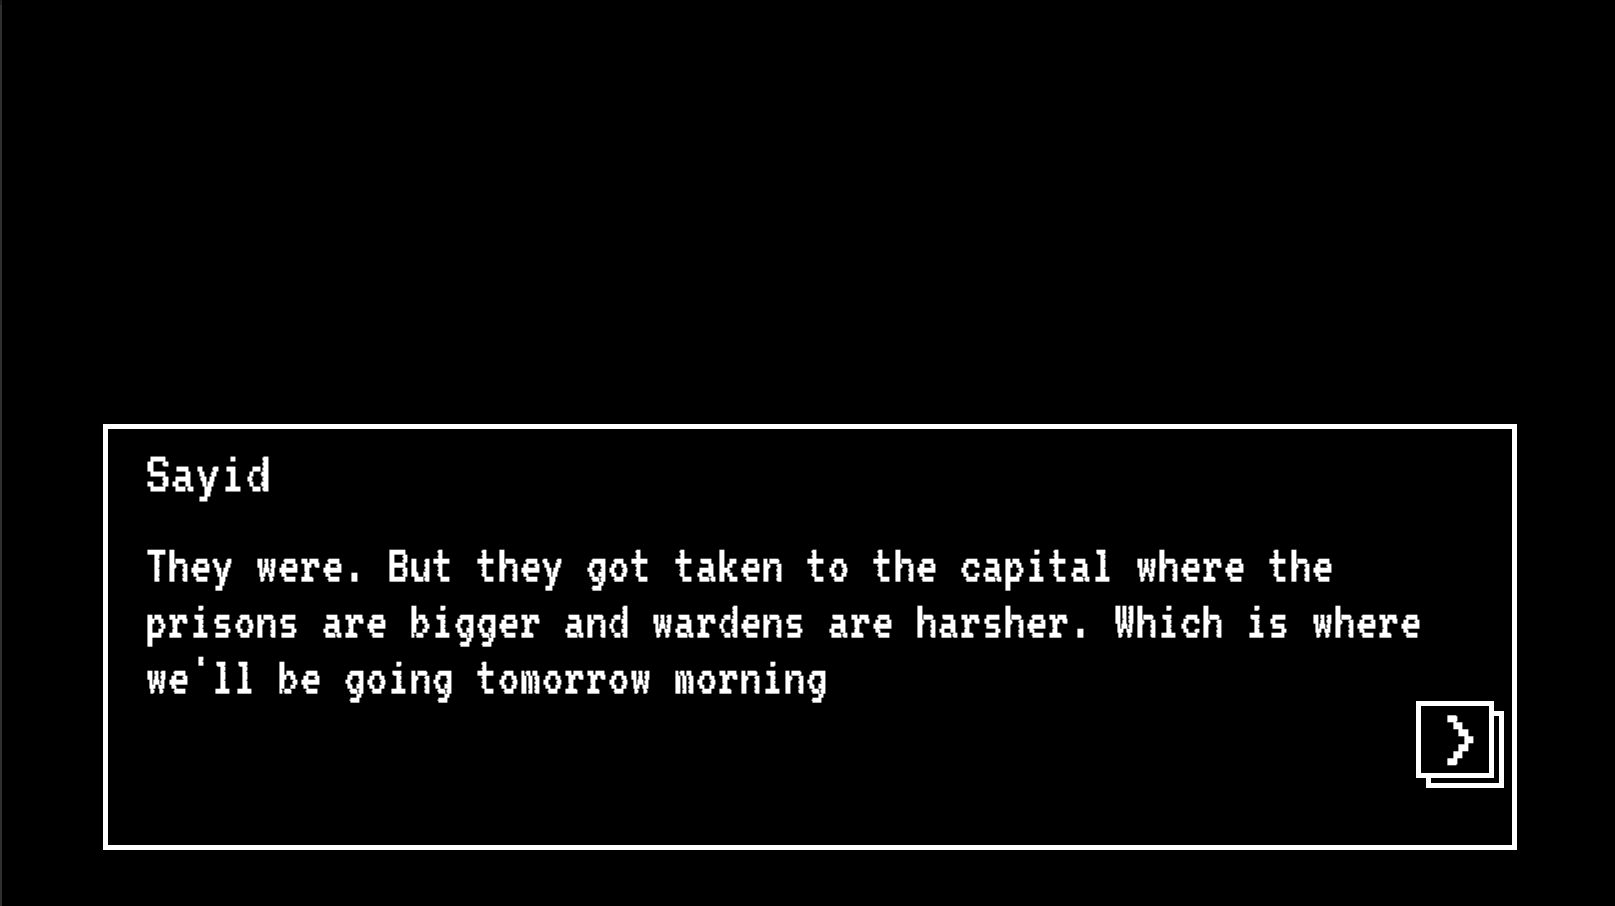 Sayid
They were. But they got taken to the capital where the
prisons are bigger and wardens are harsher. Which is where
we'll be going tomorrow morning